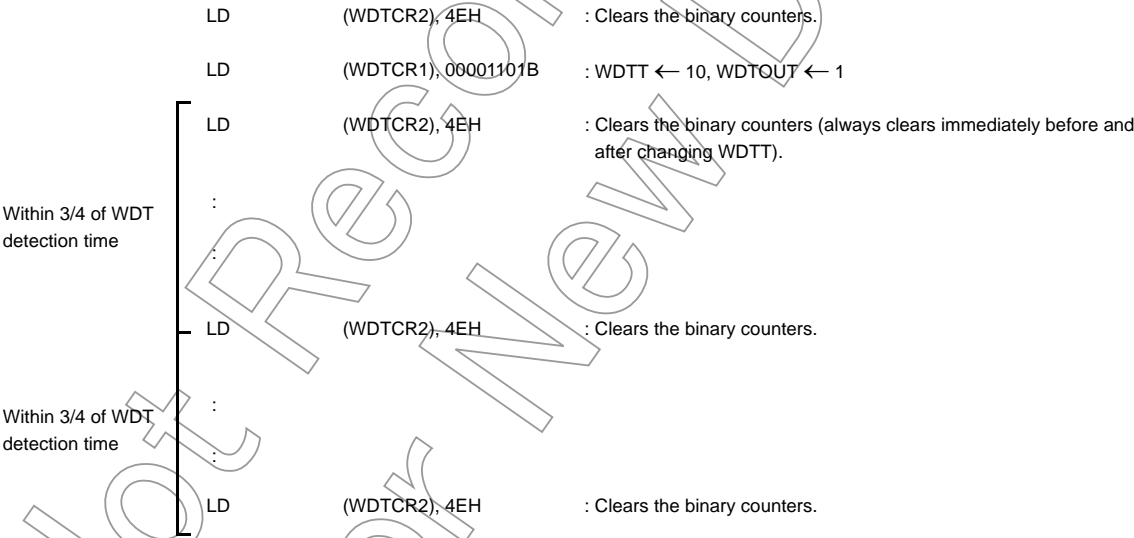 LD (WDTCR2), 4EH : Clears the binary counters.
LD (WDTCR1), 00001101B : WDTT ← 10, WDTOUT ← 1
LD (WDTCR2), 4EH : Clears the binary counters (always clears immediately before and
after changing WDTT).
Within 3/4 of WDT
detection time
:
:
LD (WDTCR2), 4EH : Clears the binary counters.
Within 3/4 of WDT
detection time
:
:
LD (WDTCR2), 4EH : Clears the binary counters.